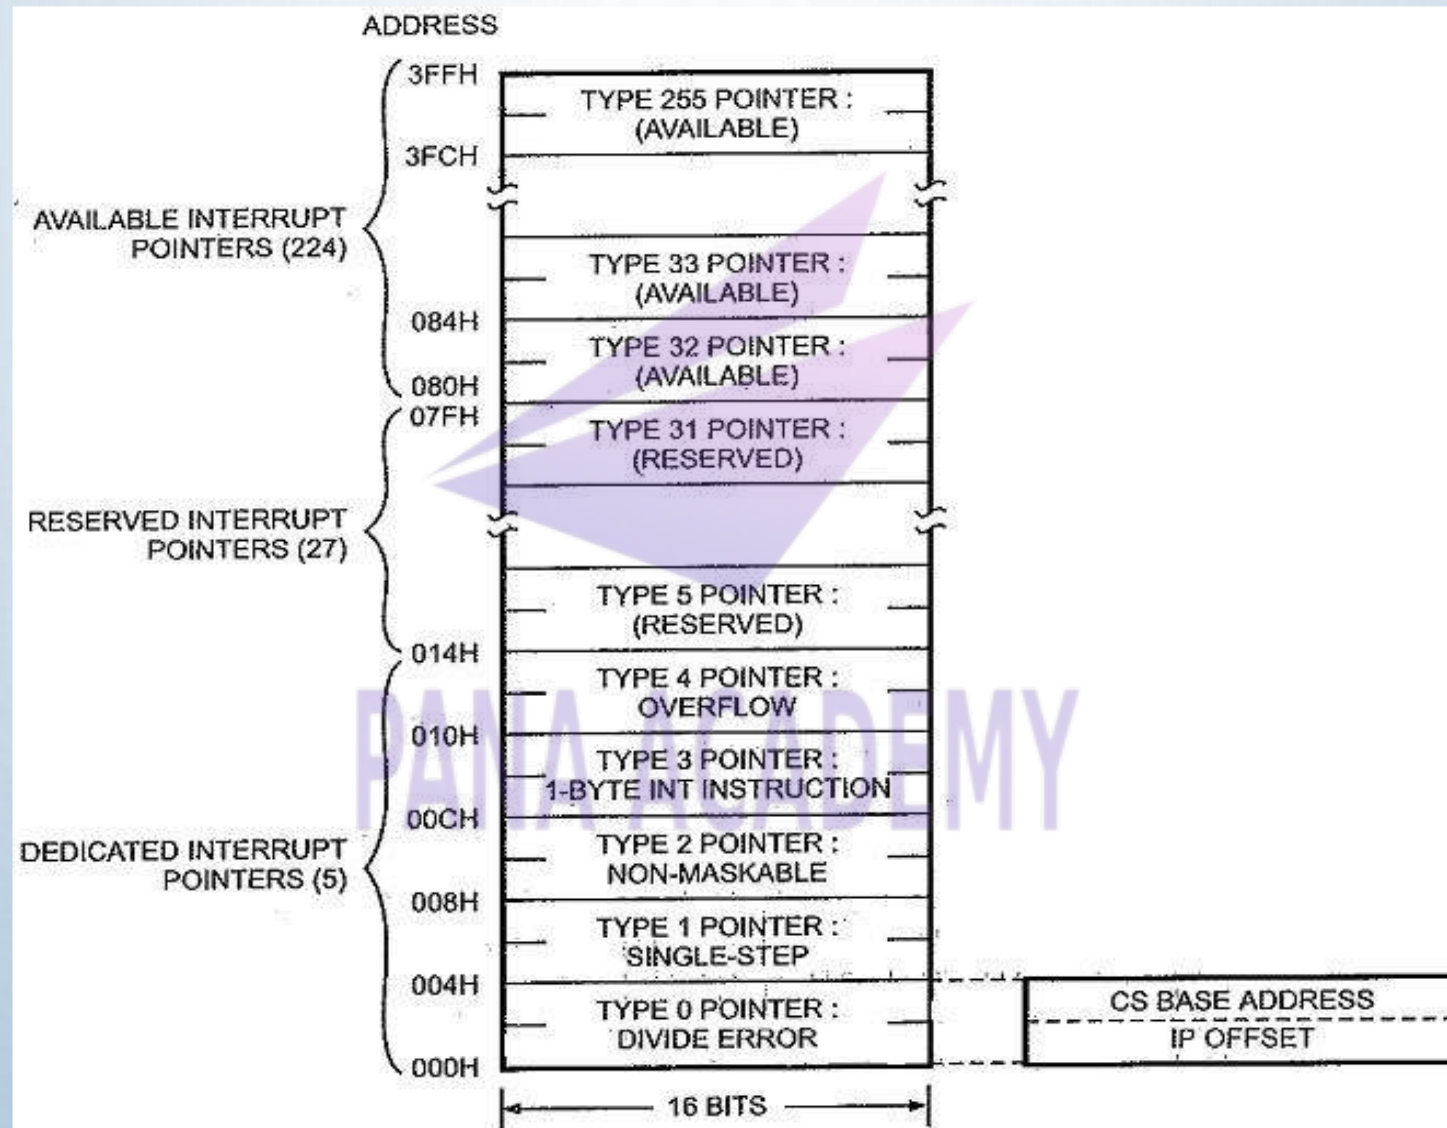 ADDRESS
3FFH
TYPE 255 POINTER :
(AVAILABLE)
3FCH
AVAILABLE INTERRUPT
POINTERS (224)
TYPE 33 POINTER :
(AVAILABLE)
084H
TYPE 32 POINTER :
(AVAILABLE)
080H
07FH
TYPE 31 POINTER :
(RESERVED)
RESERVED INTERRUPT
POINTERS (27)
TYPE 5 POINTER :
(RESERVED)
014H
TYPE 4 POINTER :
OVERFLOW
PANA ACADEMY
010H
TYPE 3 POINTER :
1-BYTE INT INSTRUCTION
00CH
DEDICATED INTERRUPT
POINTERS (5)
TYPE 2 POINTER :
NON-MASKABLE
008H
TYPE 1 POINTER :
SINGLE-STEP
004H
TYPE 0 POINTER :
DIVIDE ERROR
CS BASE ADDRESS
IP OFFSET
000H
16 BITS